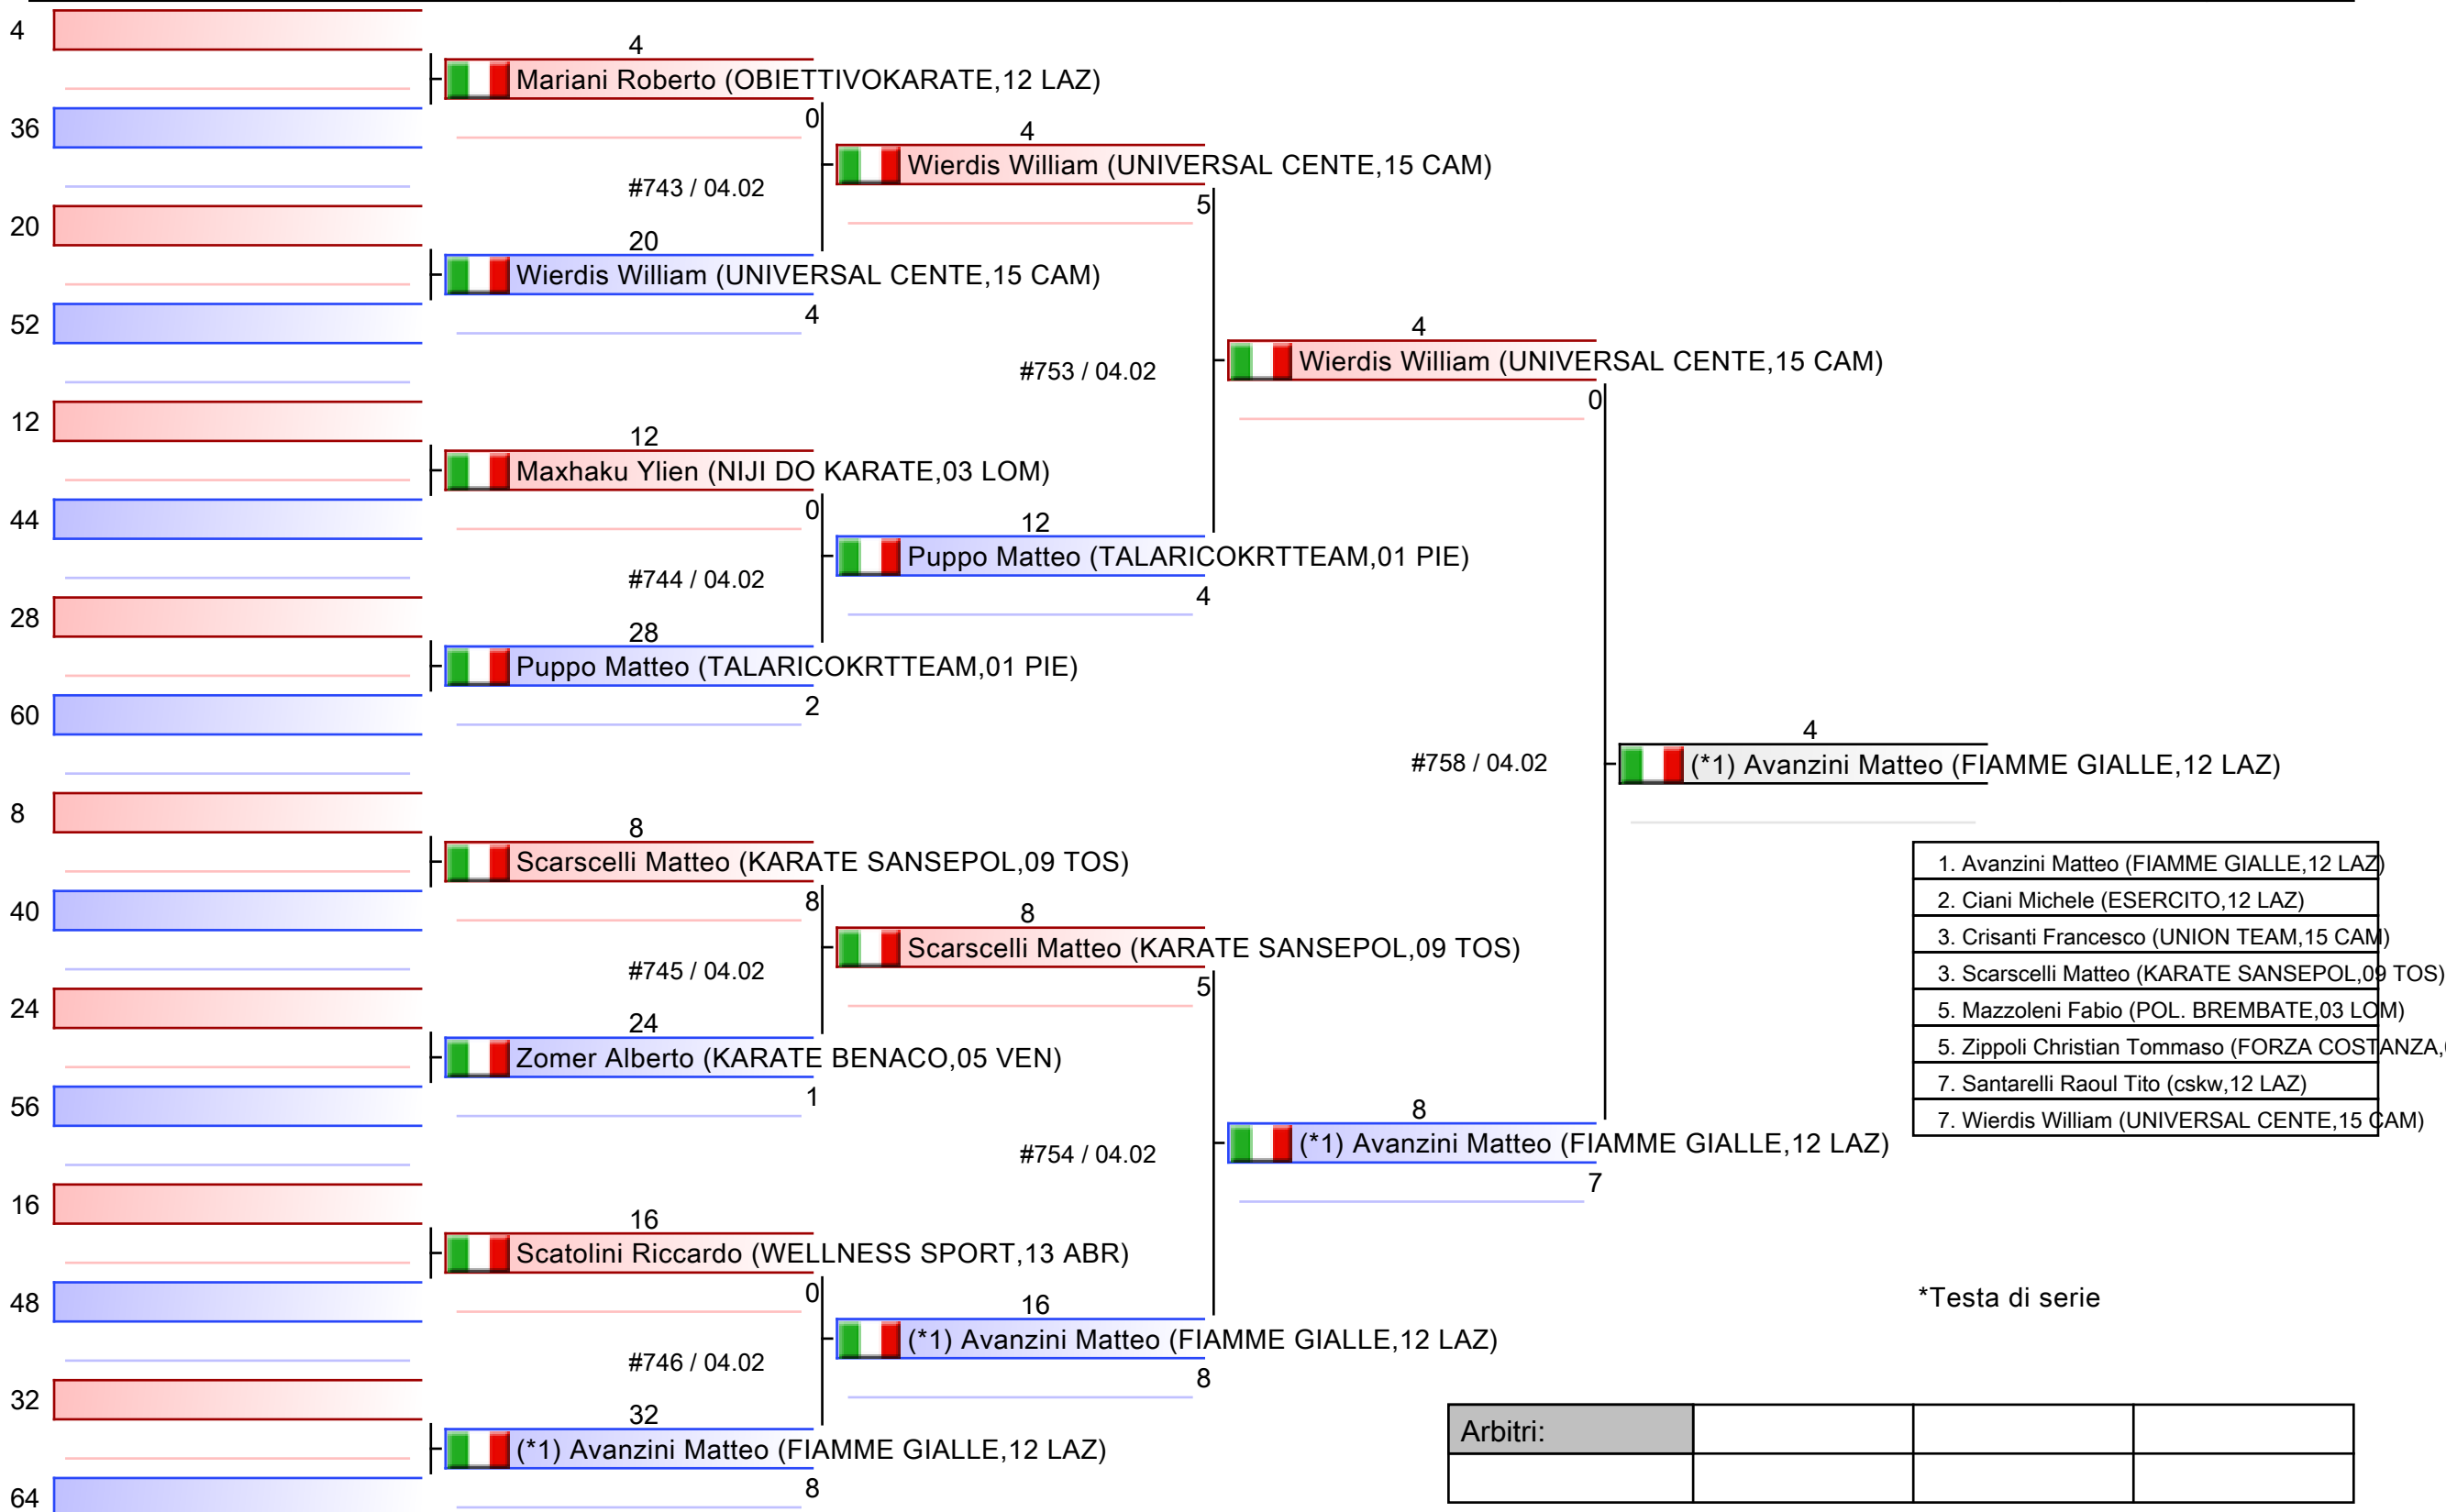 4
4
Mariani Roberto (OBIETTIVOKARATE,12 LAZ)
0
36
4
Wierdis William (UNIVERSAL CENTE,15 CAM)
5
#743 / 04.02
20
20
Wierdis William (UNIVERSAL CENTE,15 CAM)
4
52
4
Wierdis William (UNIVERSAL CENTE,15 CAM)
0
#753 / 04.02
12
12
Maxhaku Ylien (NIJI DO KARATE,03 LOM)
0
44
12
Puppo Matteo (TALARICOKRTTEAM,01 PIE)
4
#744 / 04.02
28
28
Puppo Matteo (TALARICOKRTTEAM,01 PIE)
2
60
4
#758 / 04.02
(*1) Avanzini Matteo (FIAMME GIALLE,12 LAZ)
8
8
Scarscelli Matteo (KARATE SANSEPOL,09 TOS)
8
40
8
Scarscelli Matteo (KARATE SANSEPOL,09 TOS)
5
#745 / 04.02
24
24
Zomer Alberto (KARATE BENACO,05 VEN)
1
56
8
(*1) Avanzini Matteo (FIAMME GIALLE,12 LAZ)
7
#754 / 04.02
16
16
Scatolini Riccardo (WELLNESS SPORT,13 ABR)
0
48
16
(*1) Avanzini Matteo (FIAMME GIALLE,12 LAZ)
8
#746 / 04.02
32
32
(*1) Avanzini Matteo (FIAMME GIALLE,12 LAZ)
8
64
1. Avanzini Matteo (FIAMME GIALLE,12 LAZ)
2. Ciani Michele (ESERCITO,12 LAZ)
3. Crisanti Francesco (UNION TEAM,15 CAM)
3. Scarscelli Matteo (KARATE SANSEPOL,09 TOS)
5. Mazzoleni Fabio (POL. BREMBATE,03 LOM)
5. Zippoli Christian Tommaso (FORZA COSTANZA,
7. Santarelli Raoul Tito (cskw,12 LAZ)
7. Wierdis William (UNIVERSAL CENTE,15 CAM)
*Testa di serie
Arbitri: